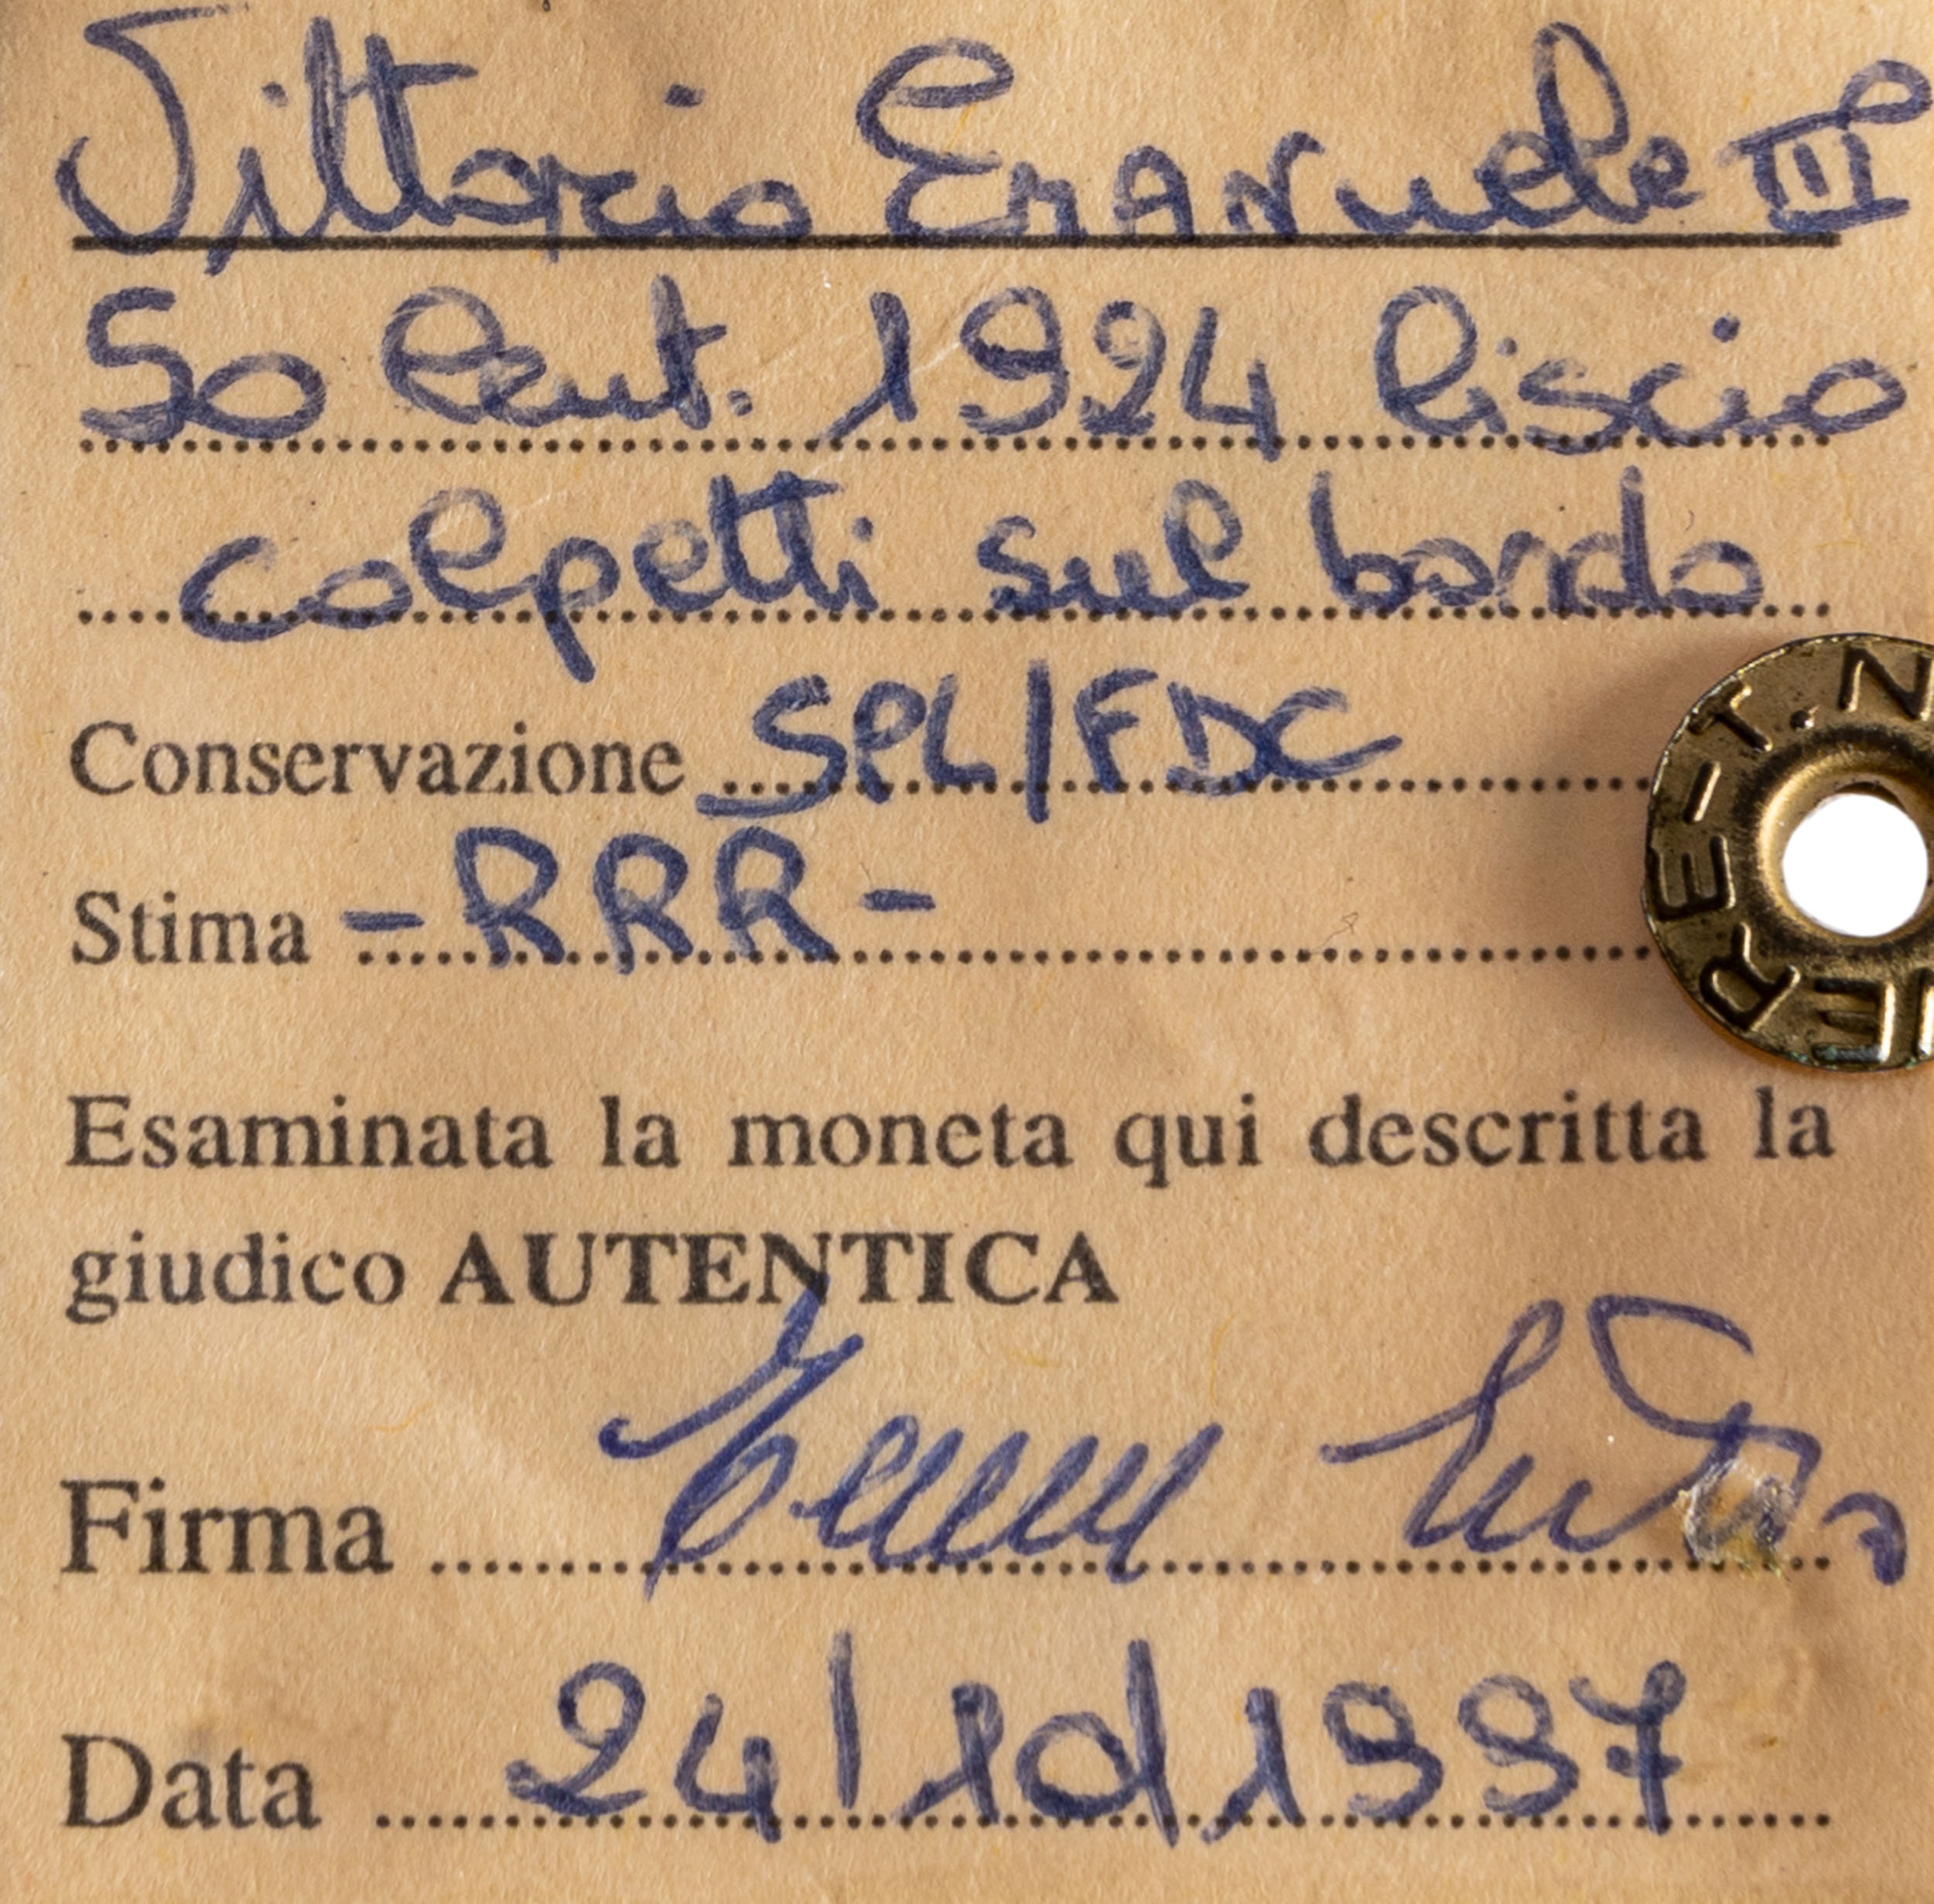 Vittorio Emanuele III
50 Cent. 1924 liscio
colpetti sul bordo
Conservazione SPL/FDC
Stima - RRR -
Esaminata la moneta qui descritta la
giudico AUTENTICA
Firma
Data 24/10/1997